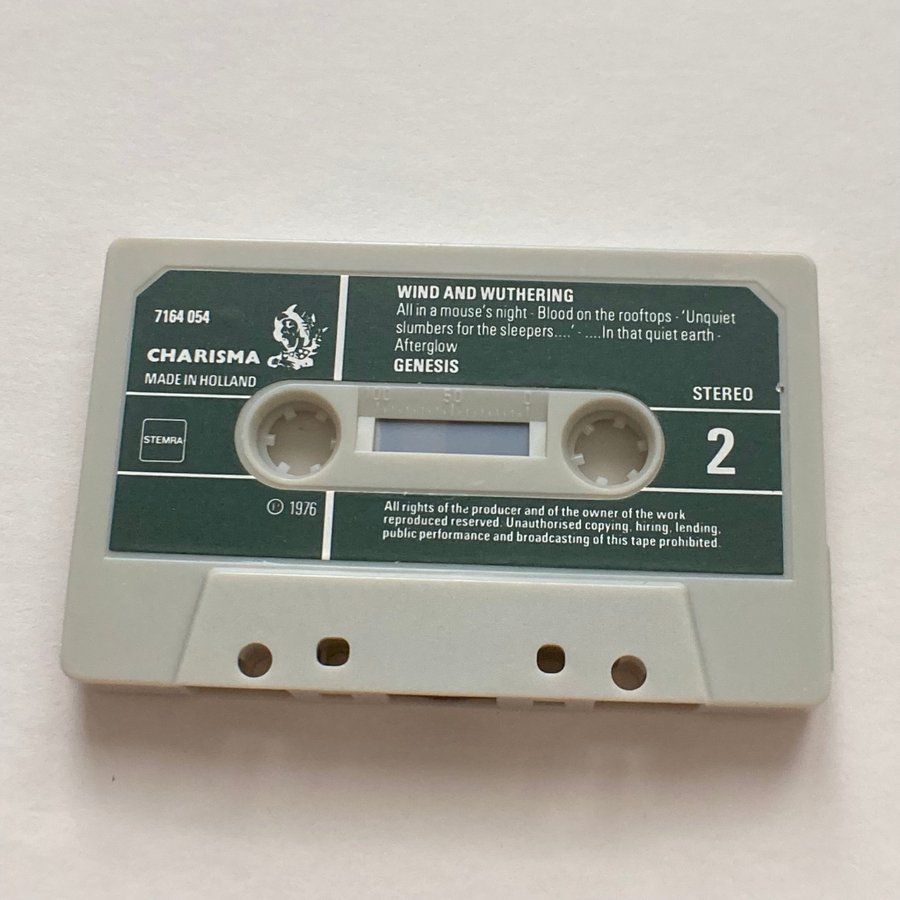 WIND AND WUTHERING
All in a mouse's night · Blood on the rooftops · 'Unquiet
slumbers for the sleepers....' · ....In that quiet earth ·
Afterglow
GENESIS
7164 054
CHARISMA
MADE IN HOLLAND
STEREO
STEMRA
2
100 50 0
Ⓟ 1976
All rights of the producer and of the owner of the work
reproduced reserved. Unauthorised copying, hiring, lending,
public performance and broadcasting of this tape prohibited.